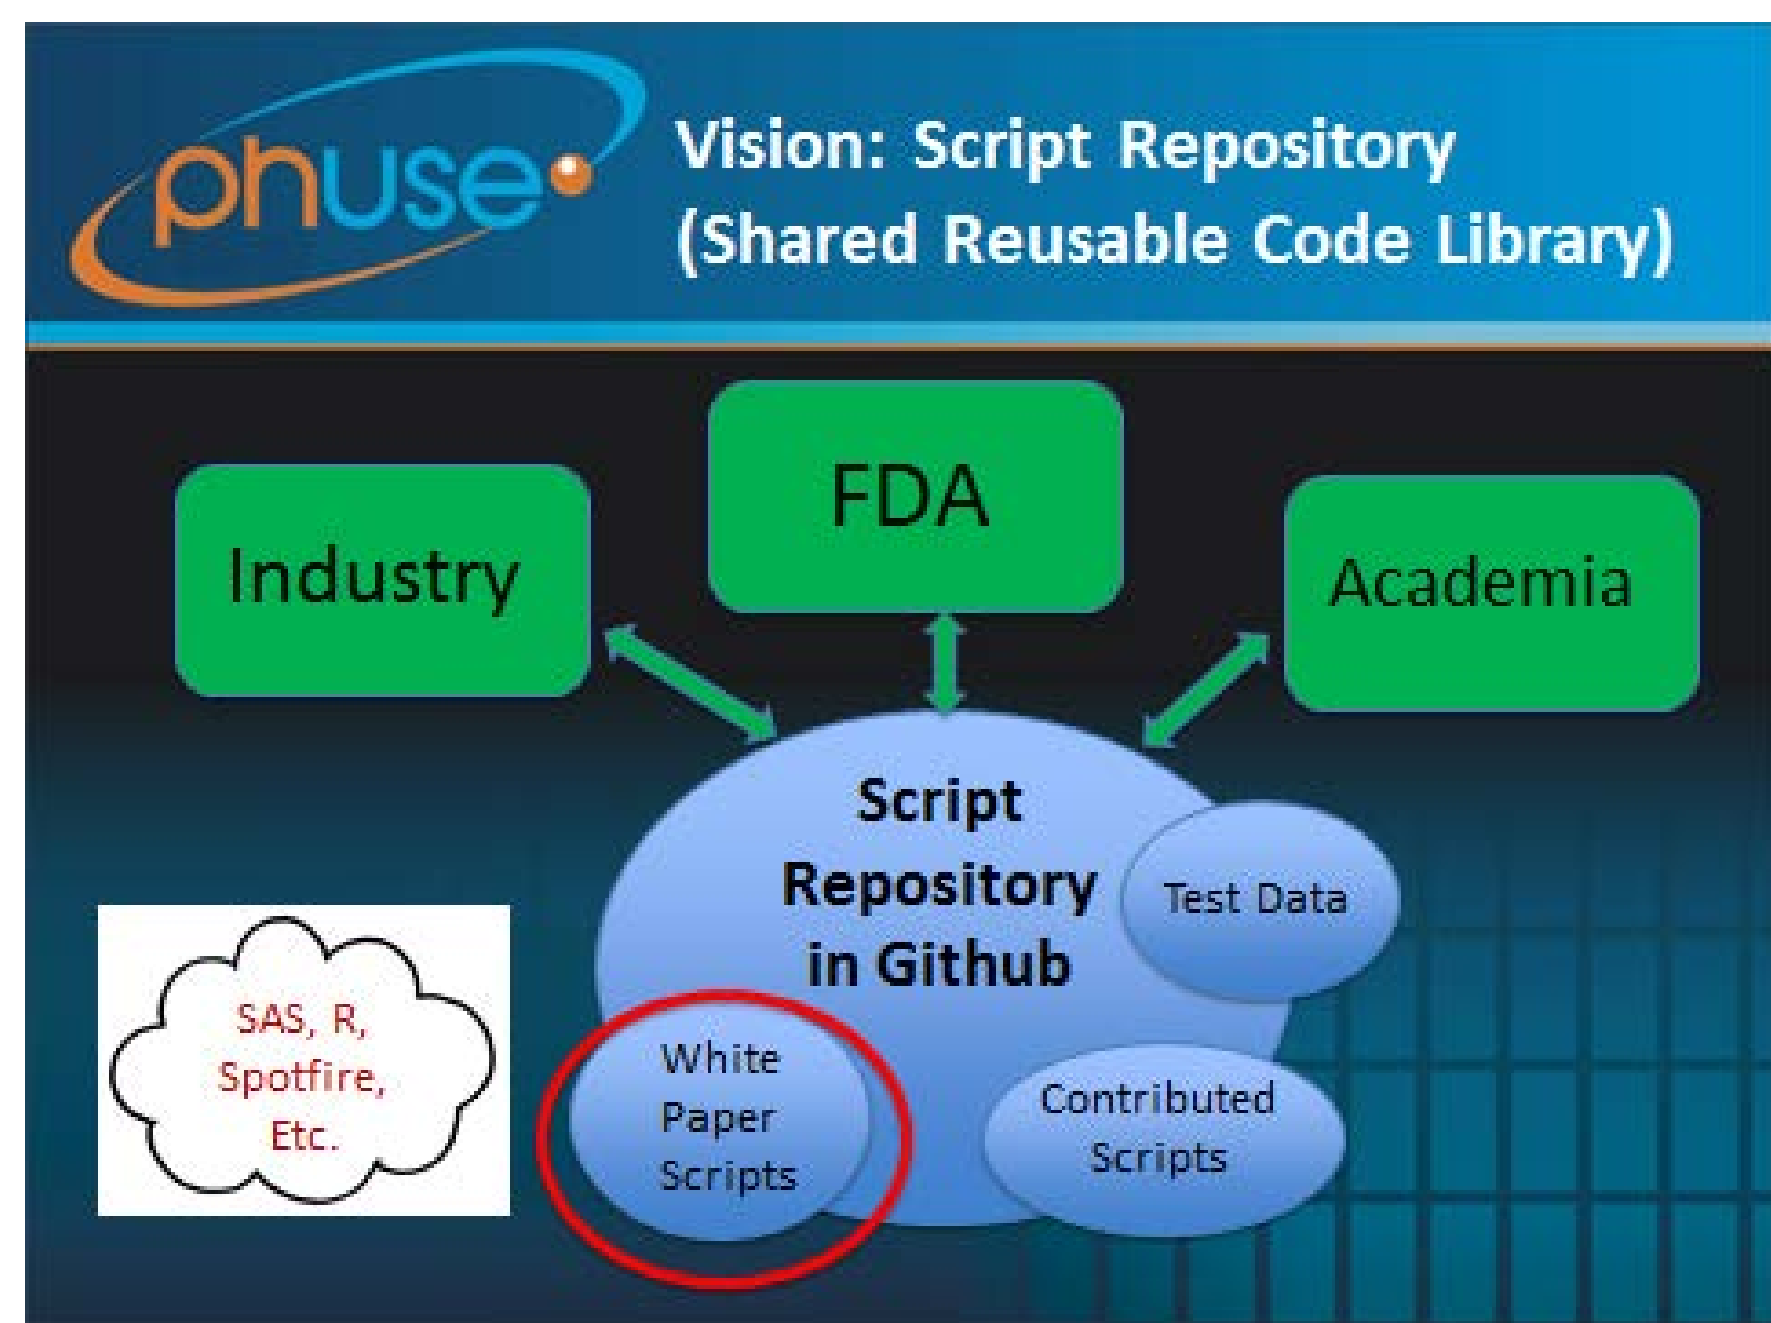 phuse
Vision: Script Repository
(Shared Reusable Code Library)
FDA
Industry
Academia
Script
Repository
in Github
Test Data
SAS, R,
Spotfire,
Etc.
White
Paper
Scripts
Contributed
Scripts